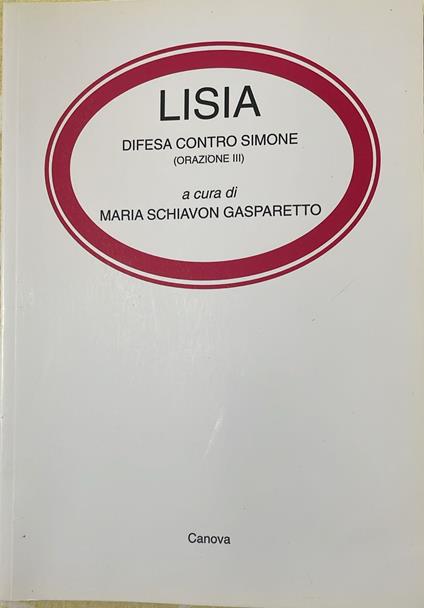 LISIA
DIFESA CONTRO SIMONE
(ORAZIONE III)
a cura di
MARIA SCHIAVON GASPARETTO
Canova